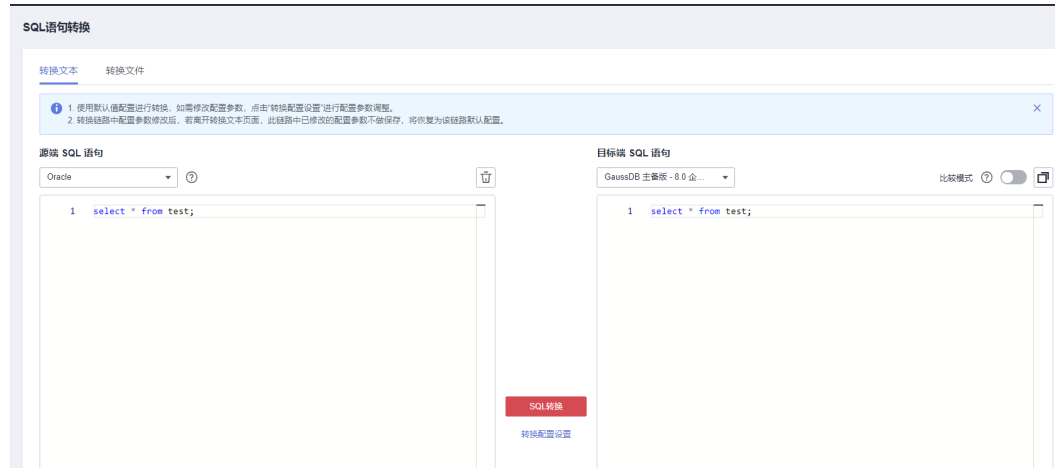 SQL语句转换
转换文本 转换文件
1. 使用默认值配置进行转换，如需修改配置参数，点击“转换配置设置”进行配置参数调整。
2. 转换链路中配置参数修改后，若离开转换文本页面，此链路中已修改的配置参数不做保存，将恢复为该链路默认配置。
源端 SQL 语句 目标端 SQL 语句
Oracle GaussDB 主备版 - 8.0 企... 比较模式
1 select * from test; 1 select * from test;
SQL转换
转换配置设置